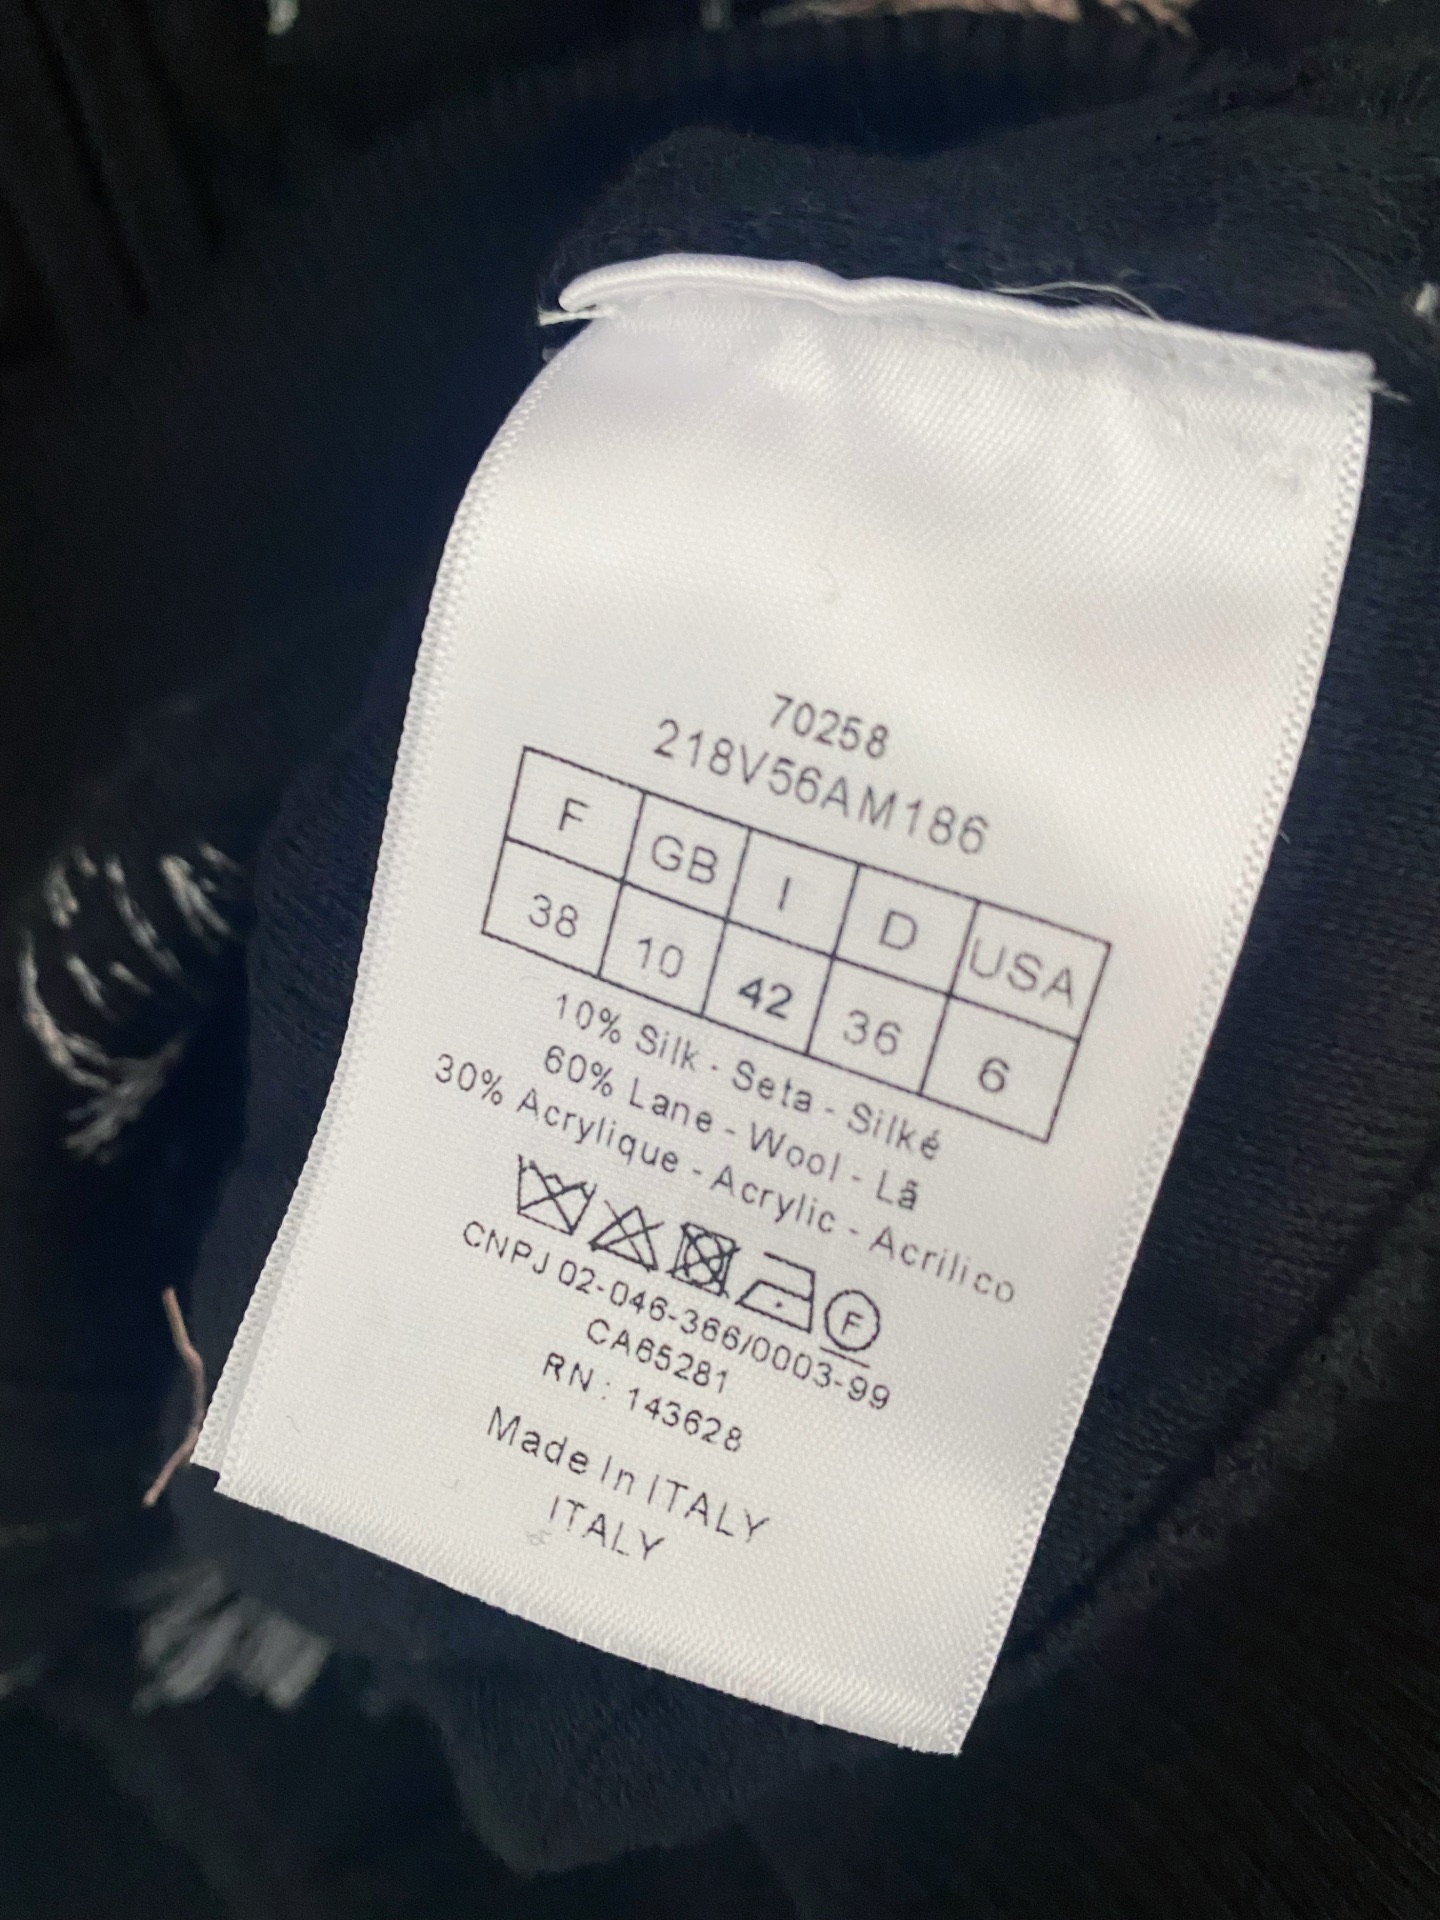 70258
218V56AM186
F GB I D USA
38 10 42 36 6
10% Silk - Seta - Silké
60% Lane - Wool - Lã
30% Acrylique - Acrylic - Acrilico
F
CNPJ 02-046-366/0003-99
CA65281
RN: 143628
Made In ITALY
ITALY